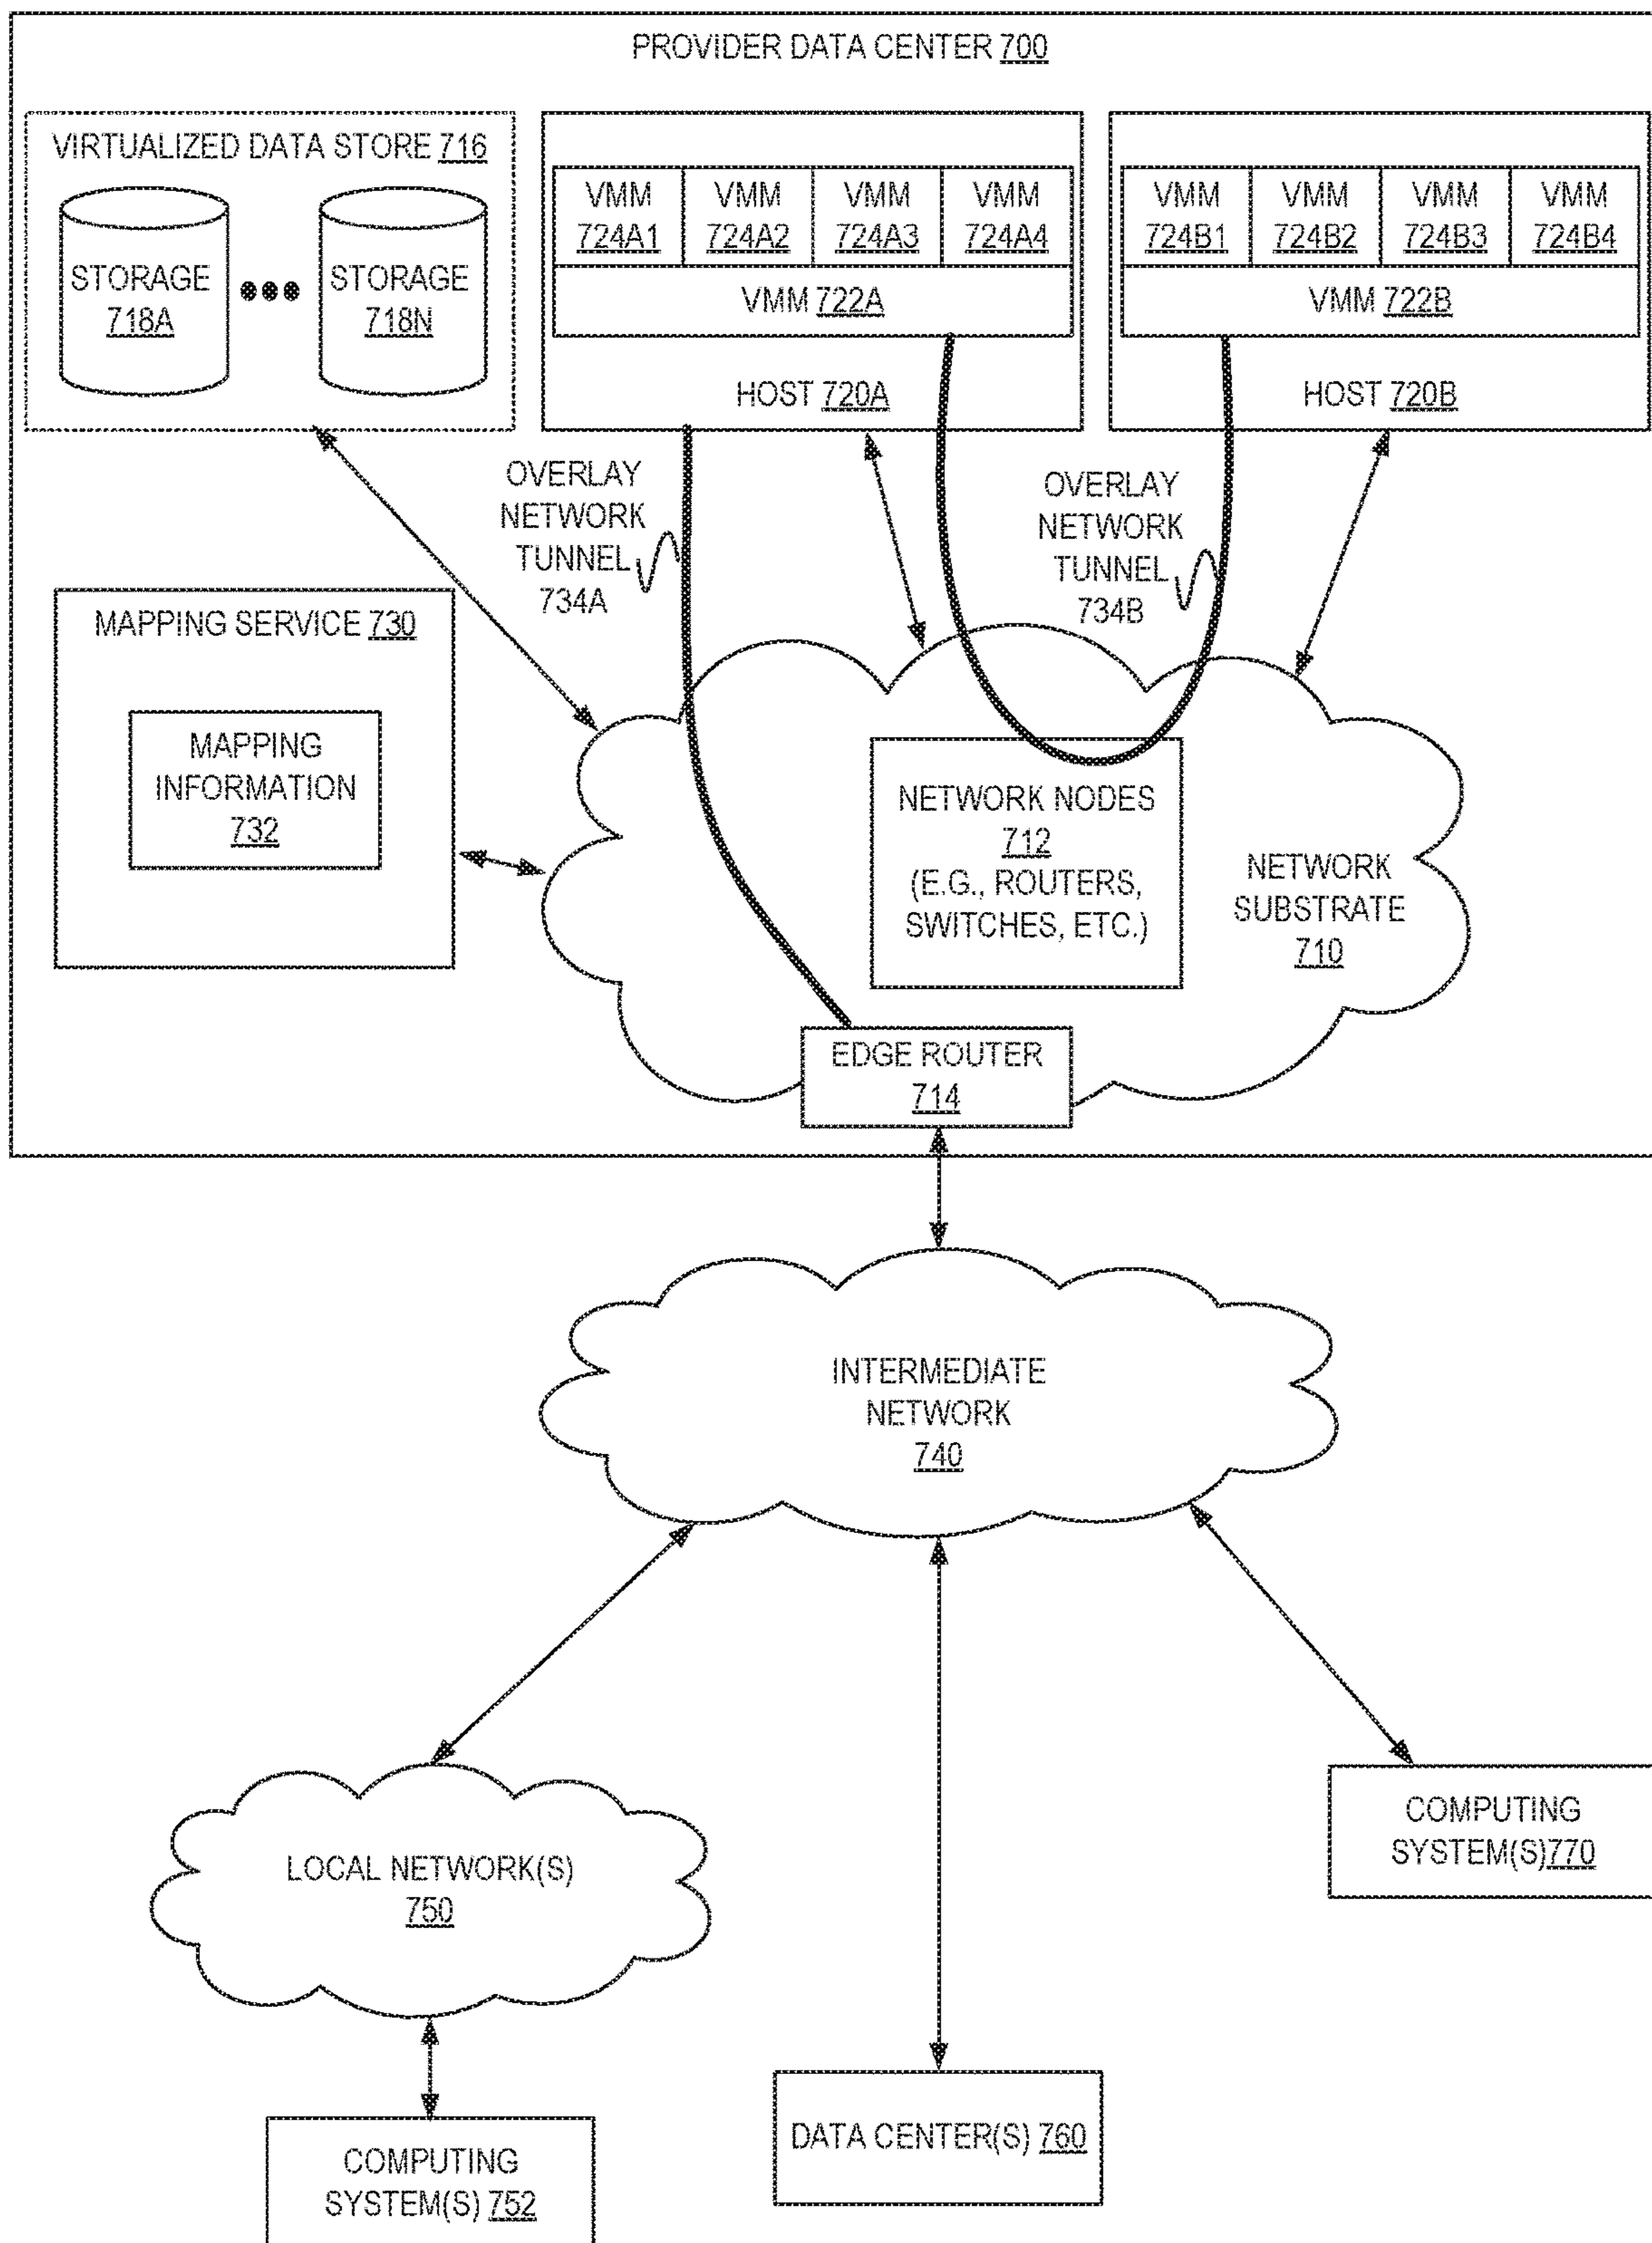 PROVIDER DATA CENTER 700
VIRTUALIZED DATA STORE 716
STORAGE
718A
STORAGE
718N
VMM
724A1
VMM
724A2
VMM
724A3
VMM
724A4
VMM 722A
HOST 720A
VMM
724B1
VMM
724B2
VMM
724B3
VMM
724B4
VMM 722B
HOST 720B
OVERLAY
NETWORK
TUNNEL
734A
OVERLAY
NETWORK
TUNNEL
734B
MAPPING SERVICE 730
MAPPING
INFORMATION
732
NETWORK NODES
712
(E.G., ROUTERS,
SWITCHES, ETC.)
NETWORK
SUBSTRATE
710
EDGE ROUTER
714
INTERMEDIATE
NETWORK
740
LOCAL NETWORK(S)
750
COMPUTING
SYSTEM(S)770
DATA CENTER(S) 760
COMPUTING
SYSTEM(S) 752